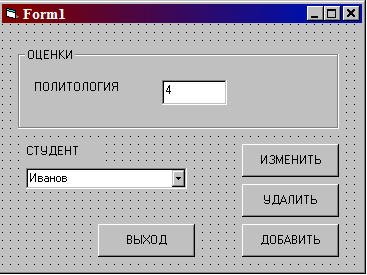 Form1
ОЦЕНКИ
ПОЛИТОЛОГИЯ
4
СТУДЕНТ
Иванов
ИЗМЕНИТЬ
УДАЛИТЬ
ВЫХОД
ДОБАВИТЬ